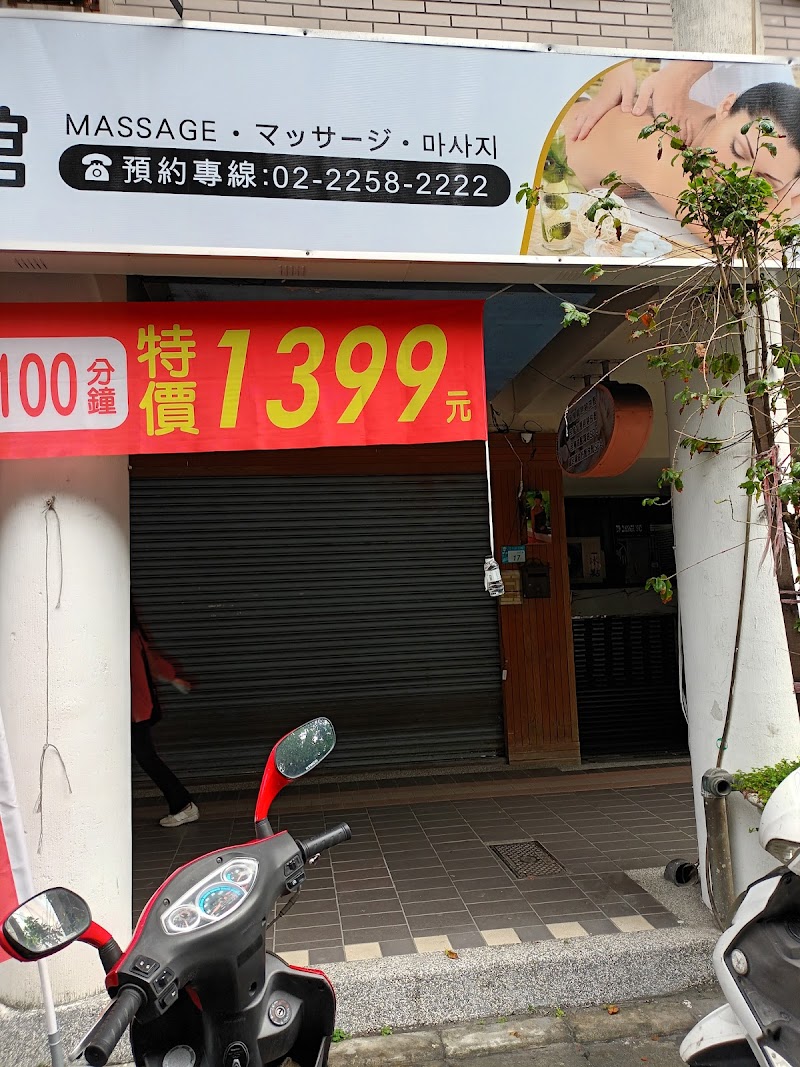 館
MASSAGE・マッサージ・마사지
預約專線:02-2258-2222
100分鐘
特價1399元
17